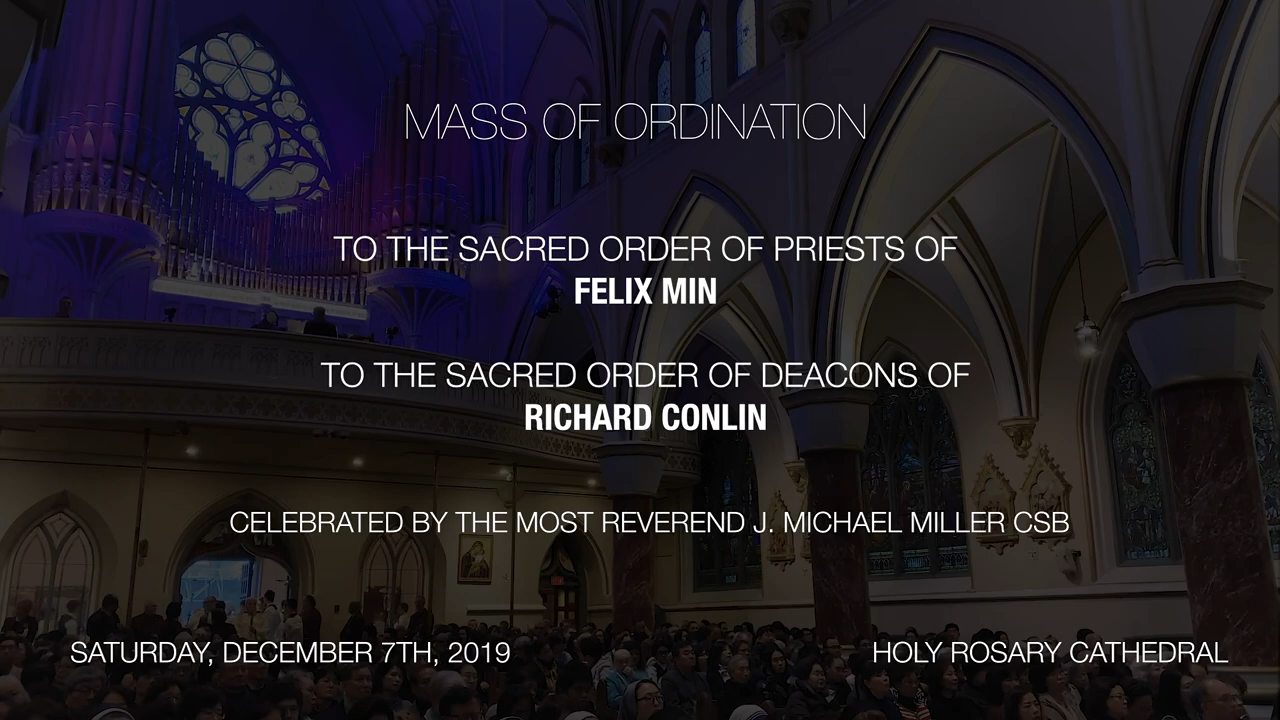 MASS OF ORDINATION
TO THE SACRED ORDER OF PRIESTS OF
FELIX MIN
TO THE SACRED ORDER OF DEACONS OF
RICHARD CONLIN
CELEBRATED BY THE MOST REVEREND J. MICHAEL MILLER CSB
SATURDAY, DECEMBER 7TH, 2019
HOLY ROSARY CATHEDRAL